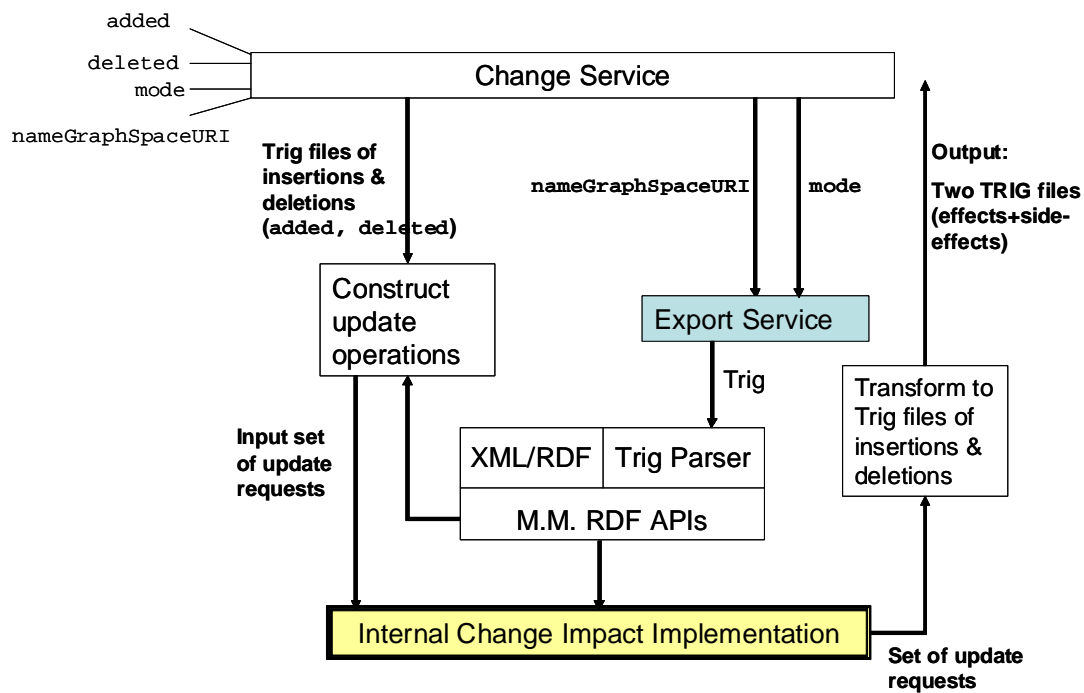 added
deleted
mode
nameGraphSpaceURI
Change Service
Trig files of
insertions &
deletions
(added, deleted)
nameGraphSpaceURI
mode
Output:
Two TRIG files
(effects+side-
effects)
Construct
update
operations
Export Service
Trig
Transform to
Trig files of
insertions &
deletions
Input set
of update
requests
XML/RDF
Trig Parser
M.M. RDF APIs
Internal Change Impact Implementation
Set of update
requests